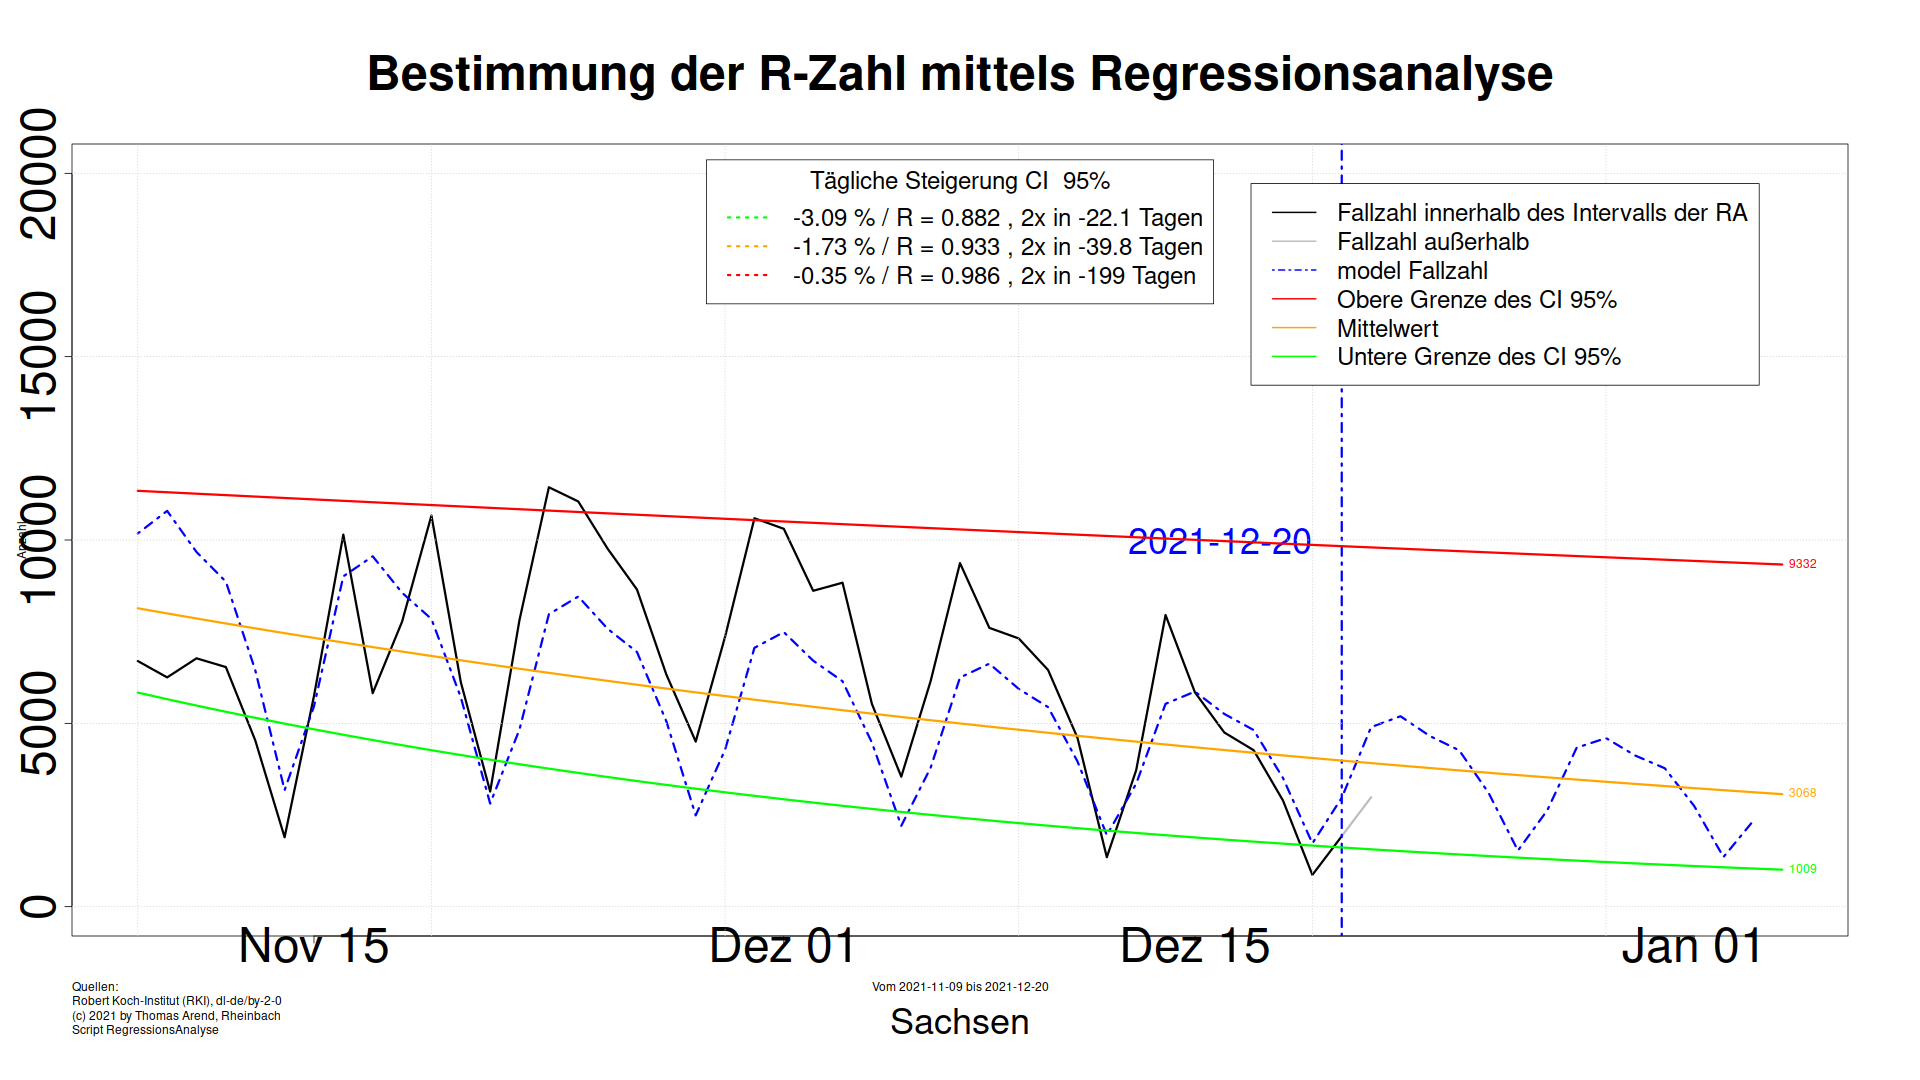 Bestimmung der R-Zahl mittels Regressionsanalyse
Anzahl
20000
15000
10000
5000
0
Tägliche Steigerung CI  95%
-3.09 % / R = 0.882 , 2x in -22.1 Tagen
-1.73 % / R = 0.933 , 2x in -39.8 Tagen
-0.35 % / R = 0.986 , 2x in -199 Tagen
Fallzahl innerhalb des Intervalls der RA
Fallzahl außerhalb
model Fallzahl
Obere Grenze des CI 95%
Mittelwert
Untere Grenze des CI 95%
2021-12-20
9332
3068
1009
Nov 15
Dez 01
Dez 15
Jan 01
Quellen:
Robert Koch-Institut (RKI), dl-de/by-2-0
(c) 2021 by Thomas Arend, Rheinbach
Script RegressionsAnalyse
Vom 2021-11-09 bis 2021-12-20
Sachsen